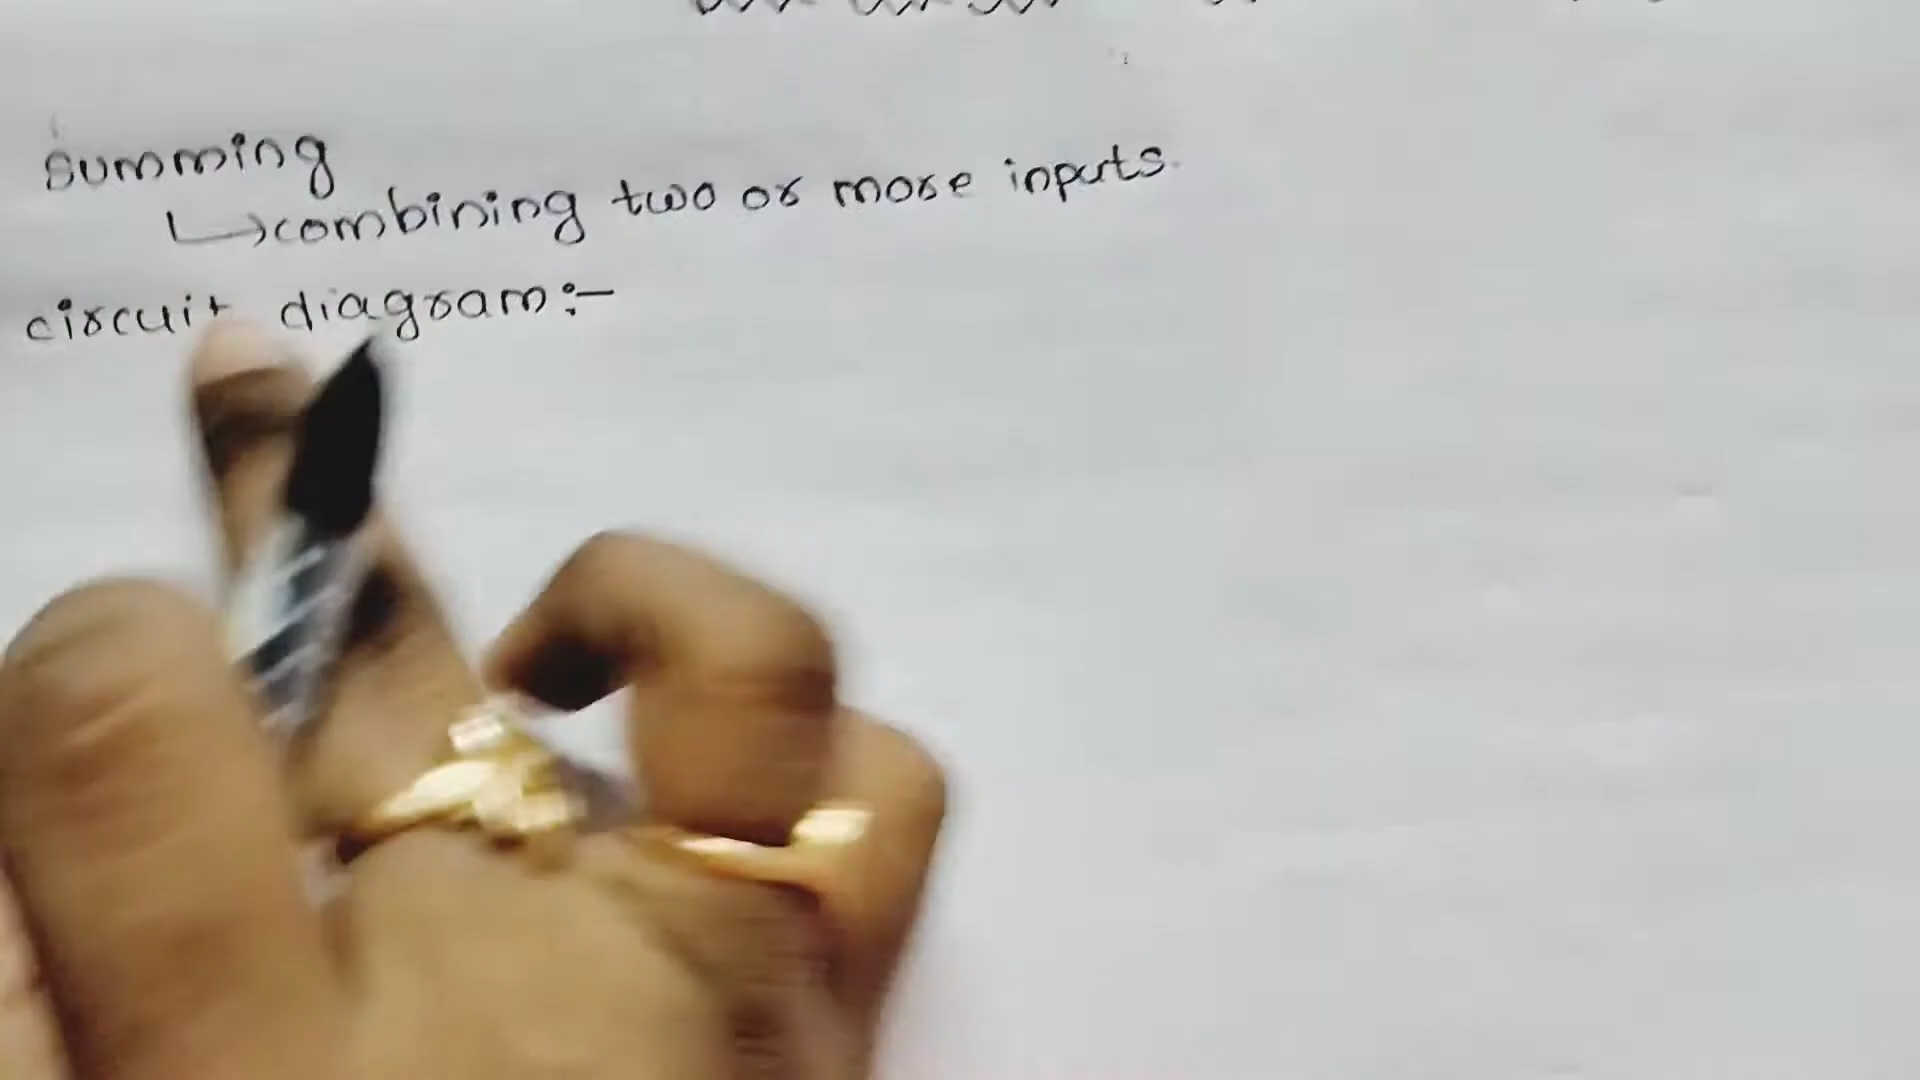 summing
↳combining two or more inputs.
circuit diagram:-